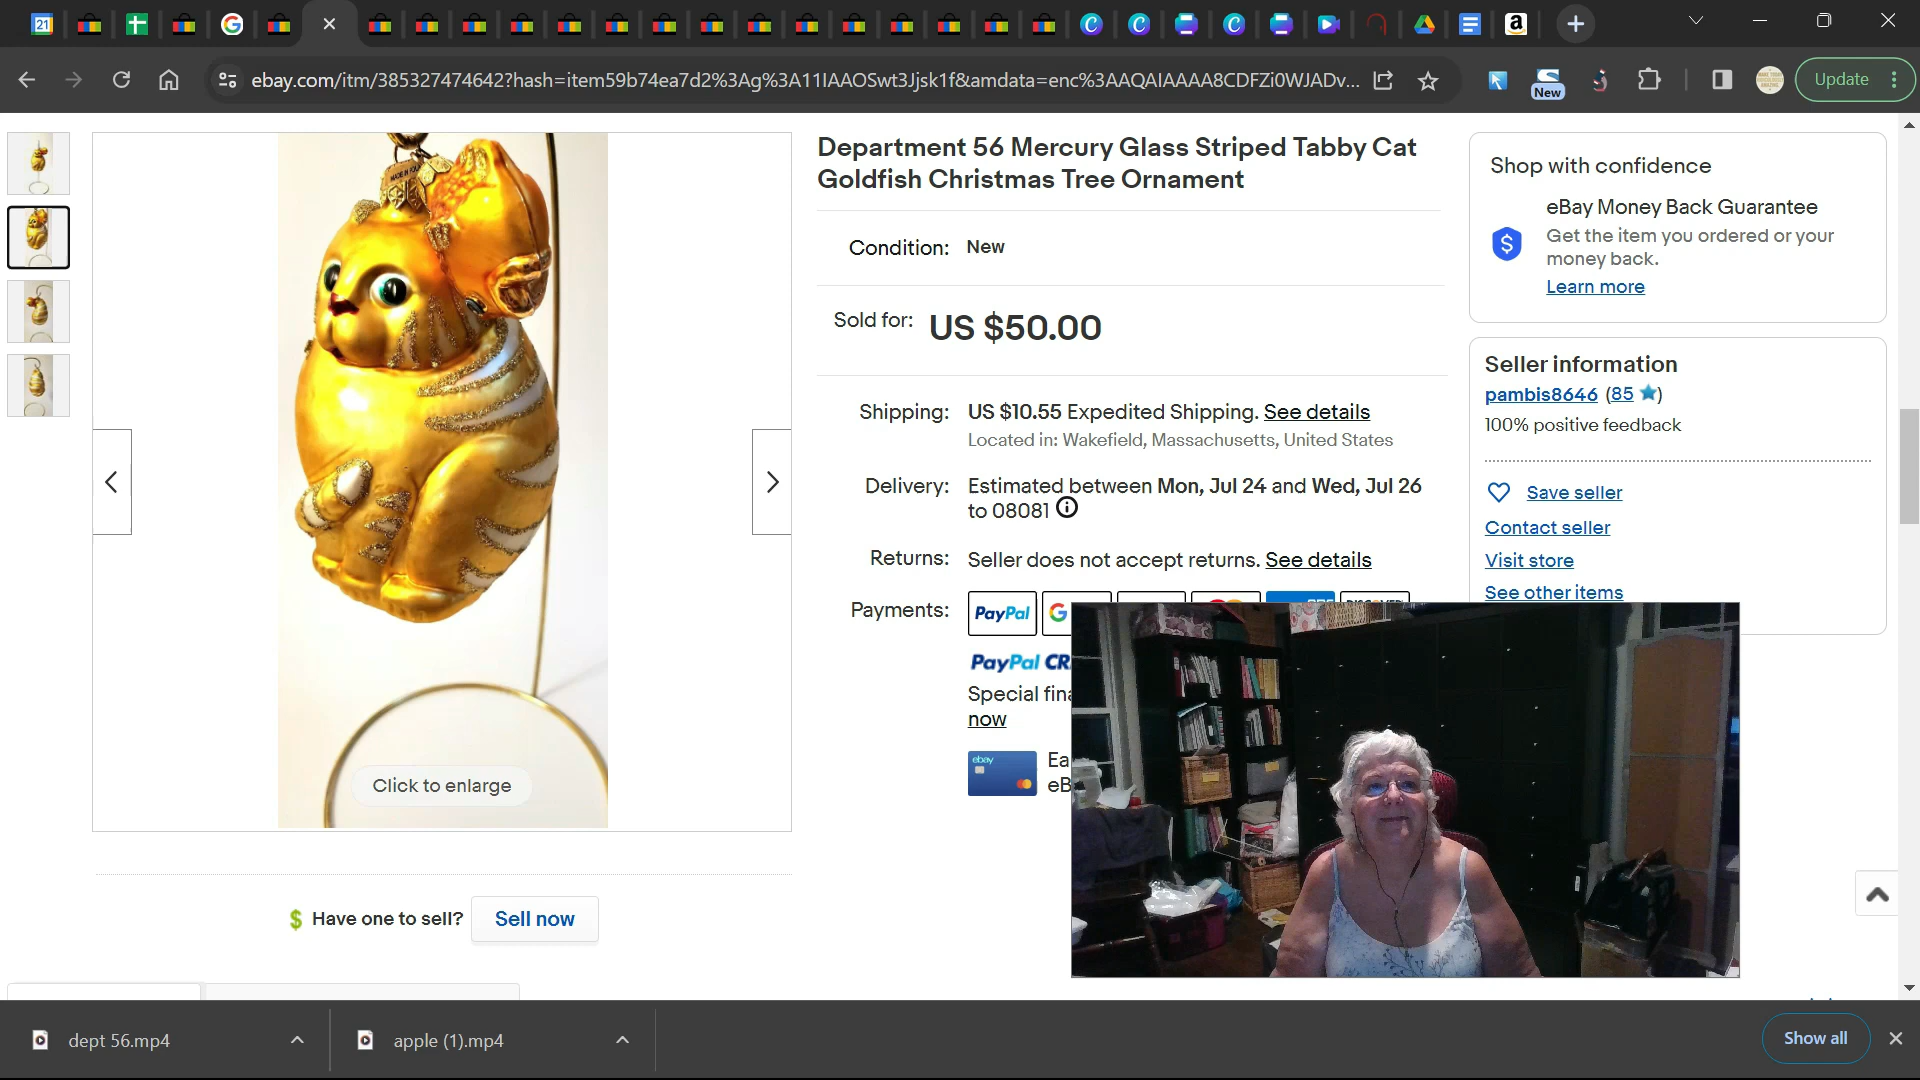 21
ebay.com/itm/385327474642?hash=item59b74ea7d2%3Ag%3A11IAAOSwt3Jjsk1f&amdata=enc%3AAQAIAAAA8CDFZi0WJADv...
New
Update
Department 56 Mercury Glass Striped Tabby Cat
Goldfish Christmas Tree Ornament
Condition: New
Sold for: US $50.00
Shipping: US $10.55 Expedited Shipping. See details
Located in: Wakefield, Massachusetts, United States
Delivery: Estimated between Mon, Jul 24 and Wed, Jul 26
to 08081
Returns: Seller does not accept returns. See details
Payments: PayPal G
PayPal CR
Special fina
now
ebay
Ea
eB
Click to enlarge
Have one to sell? Sell now
Shop with confidence
eBay Money Back Guarantee
Get the item you ordered or your
money back.
Learn more
Seller information
pambis8646 (85)
100% positive feedback
Save seller
Contact seller
Visit store
See other items
dept 56.mp4
apple (1).mp4
Show all